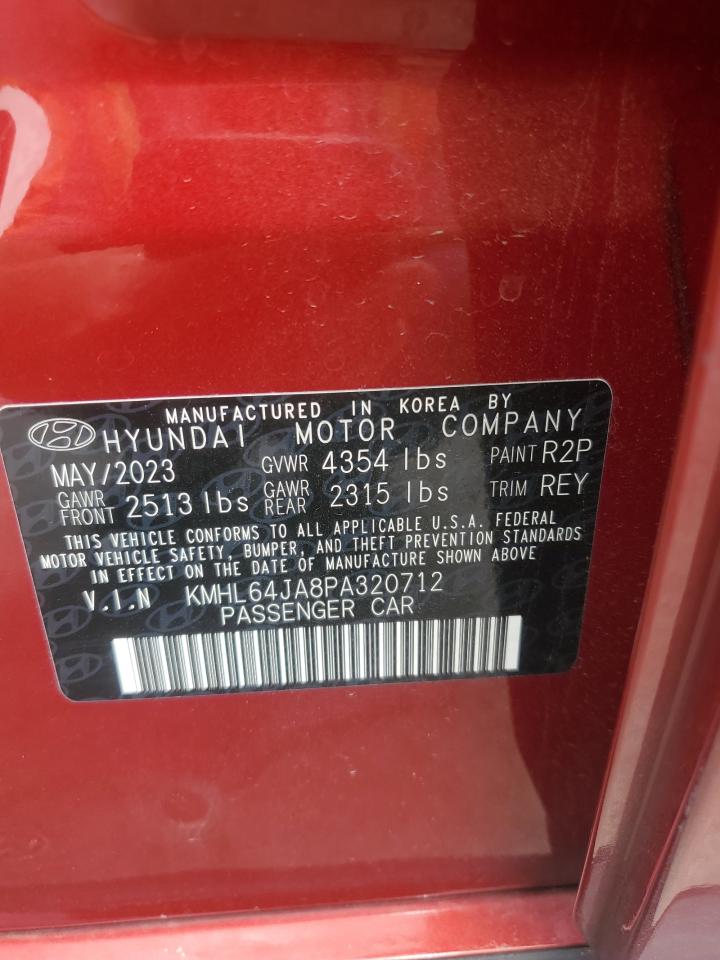 MANUFACTURED IN KOREA BY
HYUNDAI MOTOR COMPANY
MAY/2023 GVWR 4354 lbs PAINT R2P
GAWR FRONT 2513 lbs GAWR REAR 2315 lbs TRIM REY
THIS VEHICLE CONFORMS TO ALL APPLICABLE U.S.A. FEDERAL
MOTOR VEHICLE SAFETY, BUMPER, AND THEFT PREVENTION STANDARDS
IN EFFECT ON THE DATE OF MANUFACTURE SHOWN ABOVE
V.I.N KMHL64JA8PA320712
PASSENGER CAR